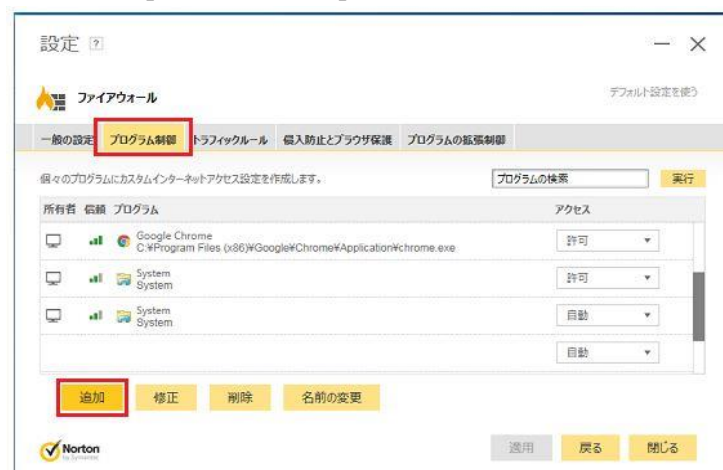 設定 ?
ファイアウォール
デフォルト設定を使う
一般の設定 プログラム制御 トラフィックルール 侵入防止とブラウザ保護 プログラムの拡張制御
個々のプログラムにカスタムインターネットアクセス設定を作成します。 プログラムの検索 実行
所有者 信頼 プログラム アクセス
Google Chrome
C:¥Program Files (x86)¥Google¥Chrome¥Application¥chrome.exe
許可
System
System
許可
System
System
自動
自動
追加 修正 削除 名前の変更
Norton
by Symantec
適用 戻る 閉じる